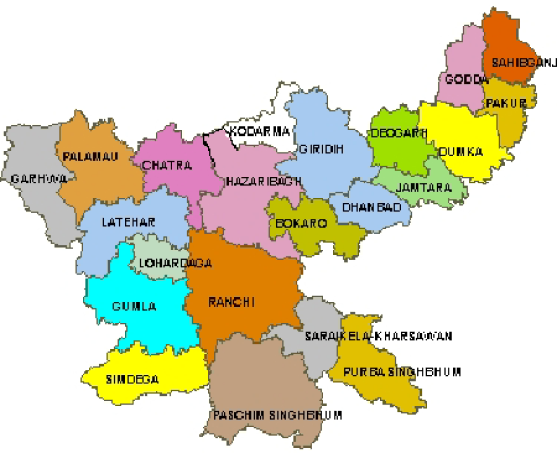 SAHIBGANJ
GODDA
PAKUR
KODARMA
DEOGARH
GIRIDIH
DUMKA
PALAMAU
CHATRA
GARHWA
HAZARIBAGH
JAMTARA
DHANBAD
LATEHAR
BOKARO
LOHARDAGA
GUMLA
RANCHI
SARAIKELA-KHARSAWAN
SIMDEGA
PURBA SINGHBHUM
PASCHIM SINGHBHUM